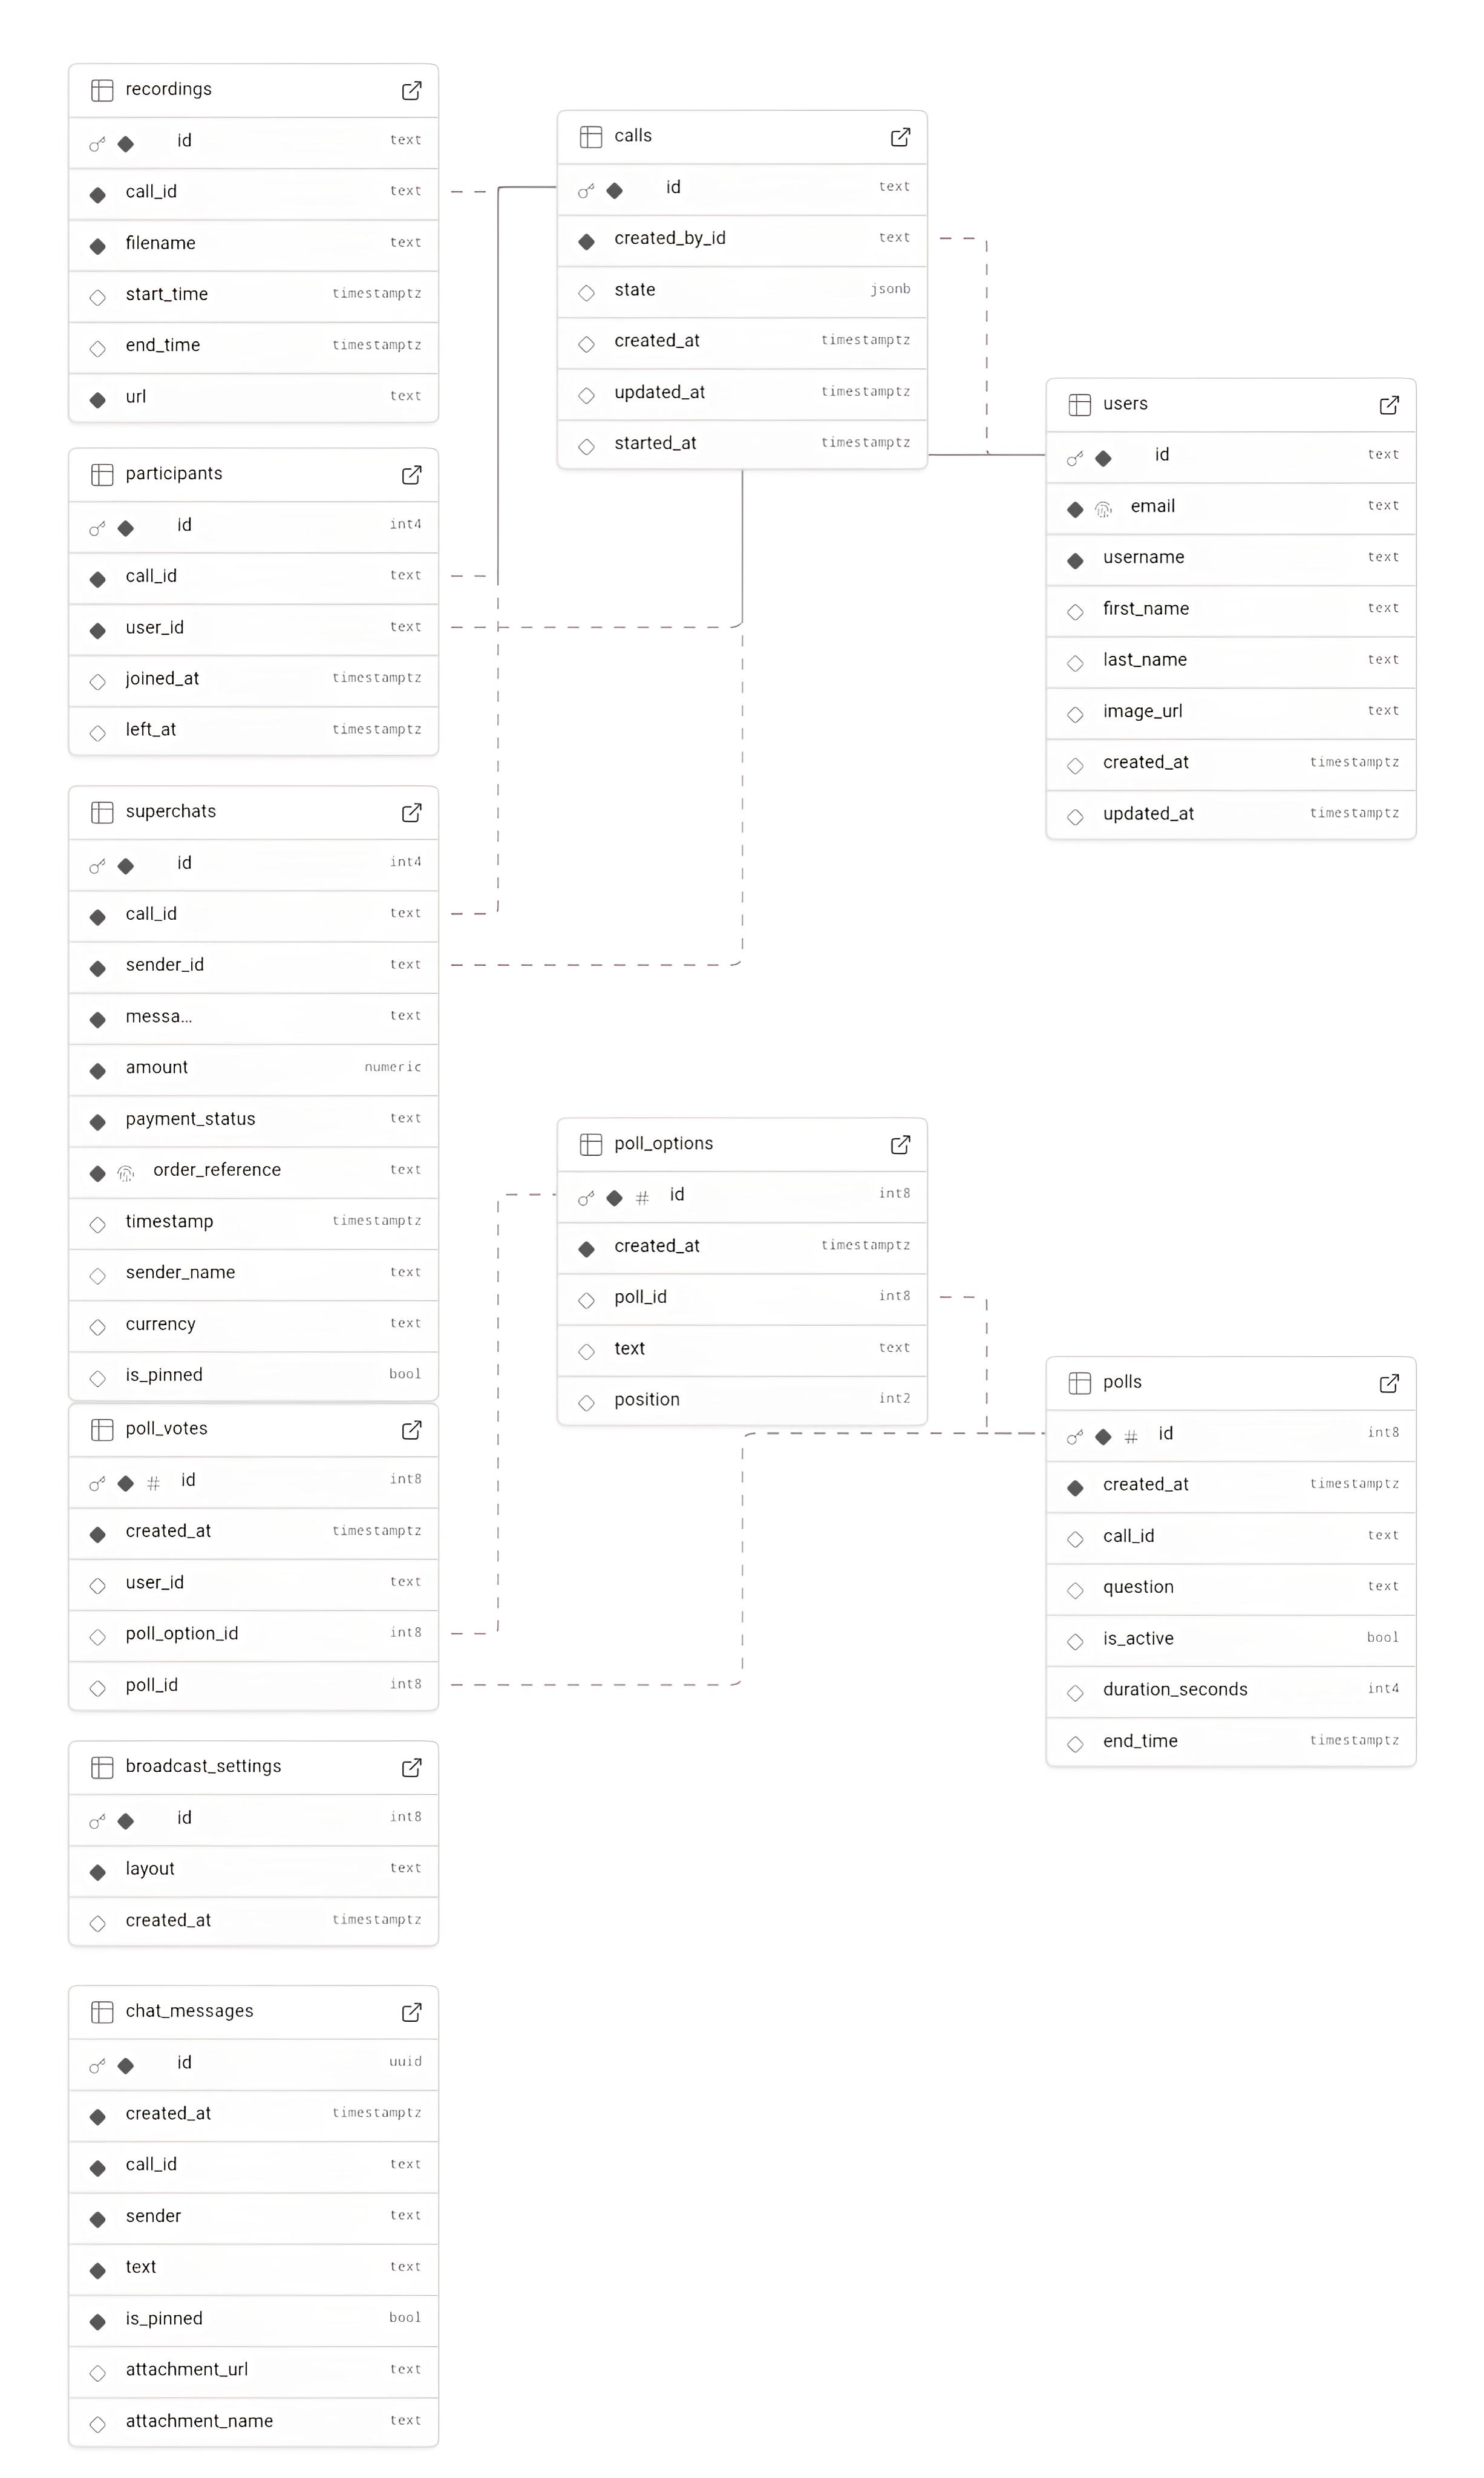 recordings
id text
call_id text
filename text
start_time timestamptz
end_time timestamptz
url text
participants
id int4
call_id text
user_id text
joined_at timestamptz
left_at timestamptz
superchats
id int4
call_id text
sender_id text
messa...  text
amount numeric
payment_status text
order_reference text
timestamp timestamptz
sender_name text
currency text
is_pinned bool
poll_votes
# id int8
created_at timestamptz
user_id text
poll_option_id int8
poll_id int8
broadcast_settings
id int8
layout text
created_at timestamptz
chat_messages
id uuid
created_at timestamptz
call_id text
sender text
text text
is_pinned bool
attachment_url text
attachment_name text
calls
id text
created_by_id text
state jsonb
created_at timestamptz
updated_at timestamptz
started_at timestamptz
poll_options
# id int8
created_at timestamptz
poll_id int8
text text
position int2
users
id text
email text
username text
first_name text
last_name text
image_url text
created_at timestamptz
updated_at timestamptz
polls
# id int8
created_at timestamptz
call_id text
question text
is_active bool
duration_seconds int4
end_time timestamptz